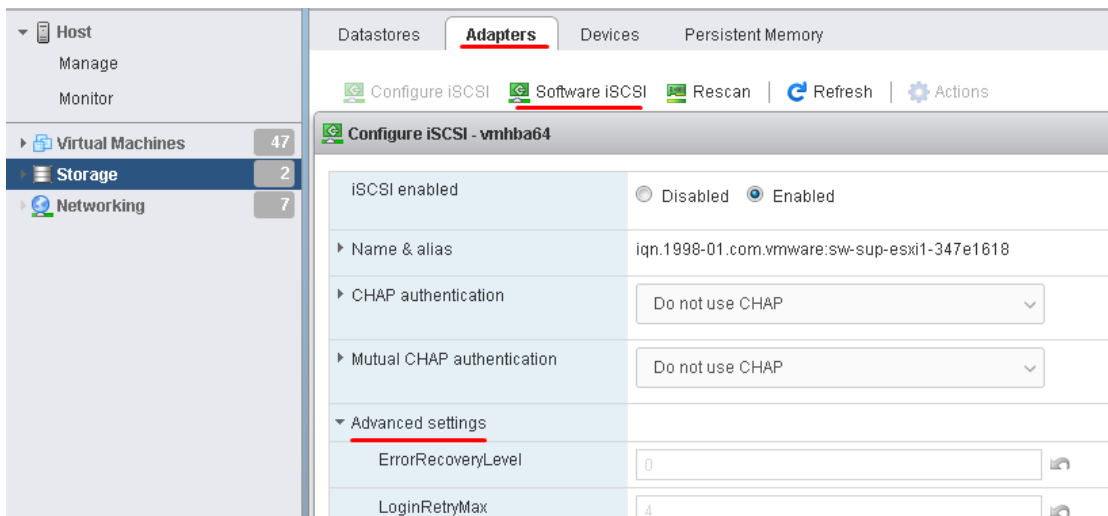 Host
Manage
Monitor
Virtual Machines 47
Storage 2
Networking 7
Datastores Adapters Devices Persistent Memory
Configure iSCSI Software iSCSI Rescan Refresh Actions
Configure iSCSI - vmhba64
iSCSI enabled Disabled Enabled
Name & alias iqn.1998-01.com.vmware:sw-sup-esxi1-347e1618
CHAP authentication Do not use CHAP
Mutual CHAP authentication Do not use CHAP
Advanced settings
ErrorRecoveryLevel 0
LoginRetryMax 4